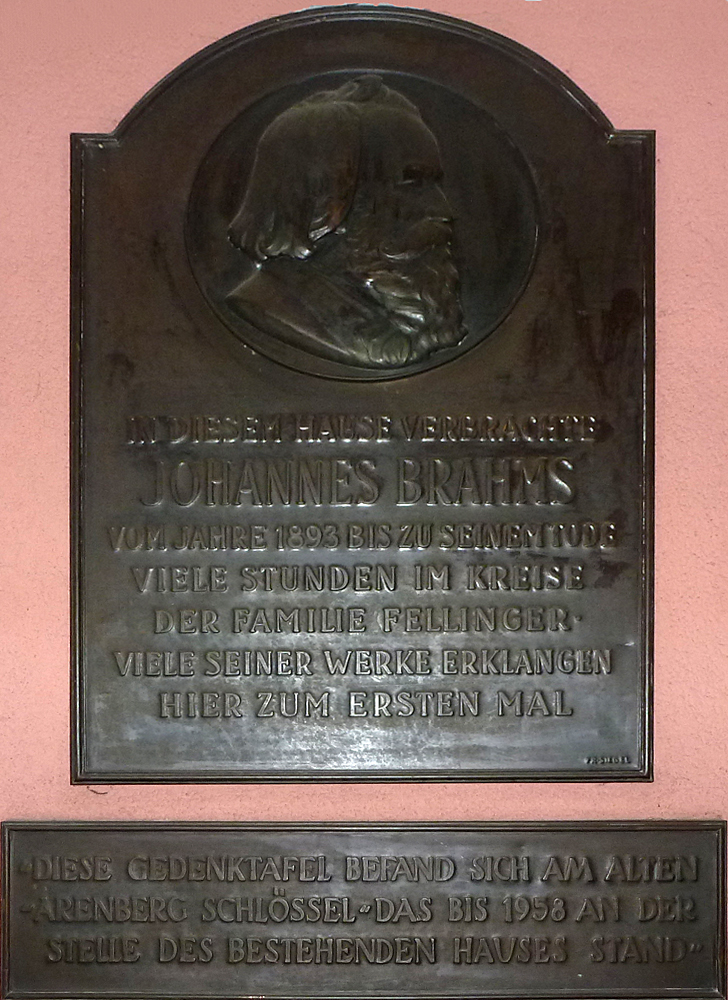 IN DIESEM HAUSE VERBRACHTE
JOHANNES BRAHMS
VOM JAHRE 1893 BIS ZU SEINEM TODE
VIELE STUNDEN IM KREISE
DER FAMILIE FELLINGER·
VIELE SEINER WERKE ERKLANGEN
HIER ZUM ERSTEN MAL
-DIESE GEDENKTAFEL BEFAND SICH AM ALTEN
-ARENBERG SCHLÖSSEL-DAS BIS 1958 AN DER
STELLE DES BESTEHENDEN HAUSES STAND-